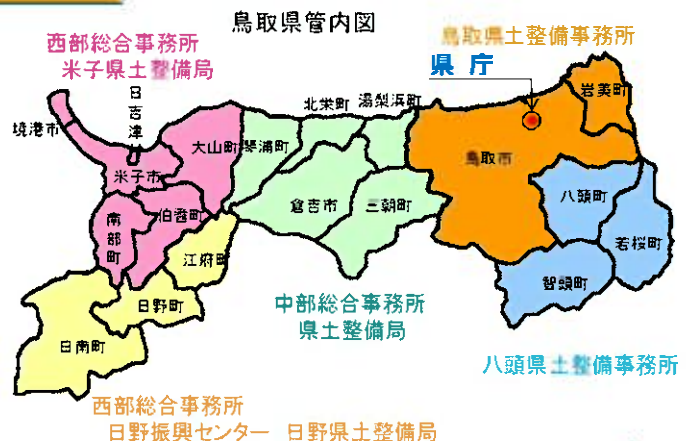 鳥取県管内図
西部総合事務所
米子県土整備局
鳥取県土整備事務所
県庁
日吉津
北栄町
湯梨浜町
岩美町
境港市
大山町
琴浦町
鳥取市
米子市
八頭町
伯耆町
倉吉市
三朝町
南部町
若桜町
江府町
智頭町
日野町
中部総合事務所
県土整備局
日南町
八頭県土整備事務所
西部総合事務所
日野振興センター 日野県土整備局